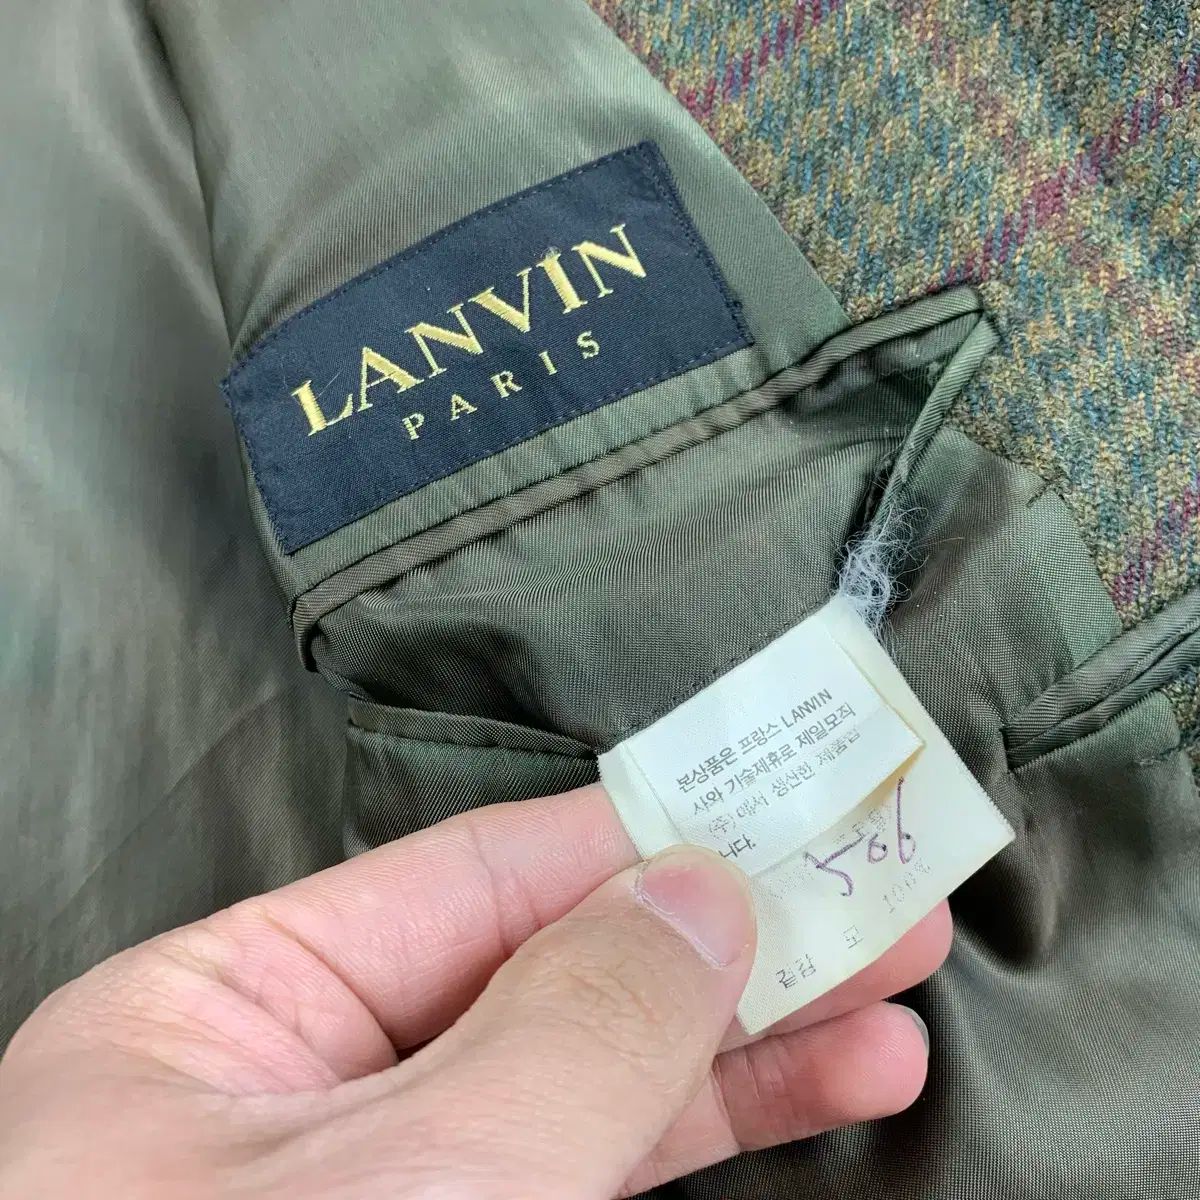 LANVIN
PARIS
본상품은 프랑스 LANVIN
사와 기술제휴로 제일모직
(주)에서 생산한 제품입
니다.
506
겉감 모 100%